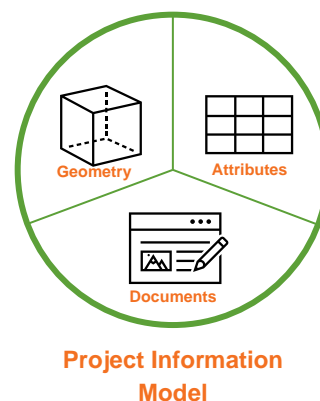 Geometry
Attributes
Documents
Project Information
Model